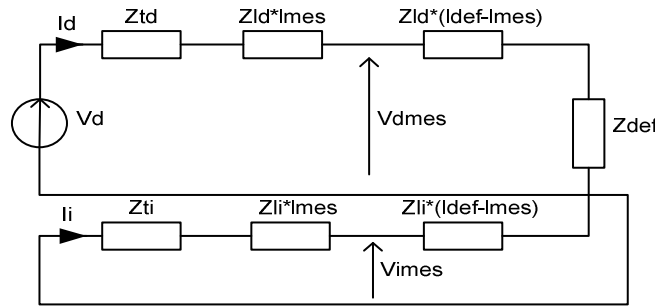 Id Ztd Zld*lmes Zld*(ldef-lmes)
Vd Vdmes Zdef
Ii Zti Zli*lmes Zli*(ldef-lmes)
Vimes